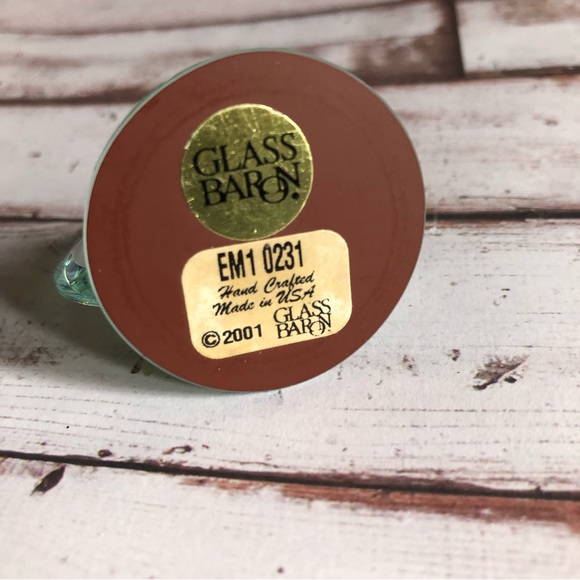 GLASS
BARON.
EM1 0231
Hand Crafted
Made in USA
©2001 GLASS
BARON